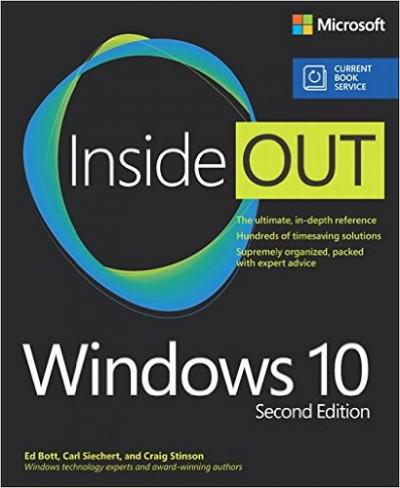 Microsoft
CURRENT
BOOK
SERVICE
Inside OUT
The ultimate, in-depth reference
Hundreds of timesaving solutions
Supremely organized, packed
with expert advice
Windows 10
Second Edition
Ed Bott, Carl Siechert, and Craig Stinson
Windows technology experts and award-winning authors